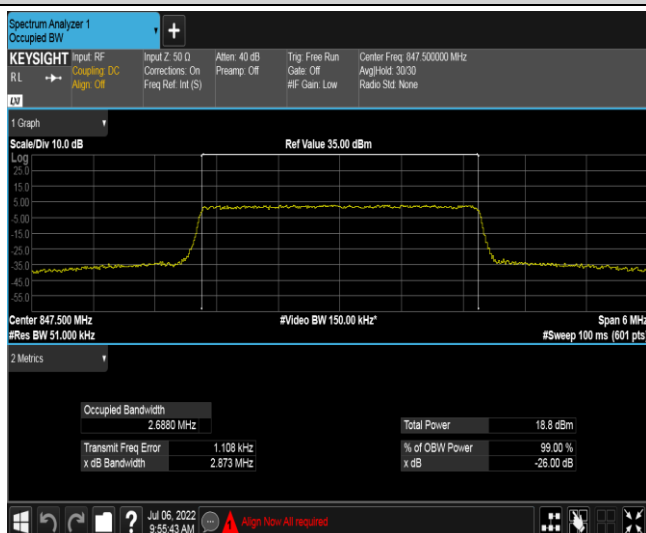 Spectrum Analyzer 1
Occupied BW
+
KEYSIGHT
RL
LXI
Input: RF
Coupling: DC
Align: Off
Input Z: 50 Ω
Corrections: On
Freq Ref: Int (S)
Atten: 40 dB
Preamp: Off
Trig: Free Run
Gate: Off
#IF Gain: Low
Center Freq: 847.500000 MHz
Avg|Hold: 30/30
Radio Std: None
1 Graph
Scale/Div 10.0 dB
Ref Value 35.00 dBm
Log
25.0
15.0
5.00
-5.00
-15.0
-25.0
-35.0
-45.0
-55.0
Center 847.500 MHz
#Video BW 150.00 kHz*
Span 6 MHz
#Res BW 51.000 kHz
#Sweep 100 ms (601 pts)
2 Metrics
Occupied Bandwidth
2.6880 MHz
Total Power 18.8 dBm
Transmit Freq Error 1.108 kHz
% of OBW Power 99.00 %
x dB Bandwidth 2.873 MHz
x dB -26.00 dB
?
Jul 06, 2022
9:55:43 AM
Align Now All required